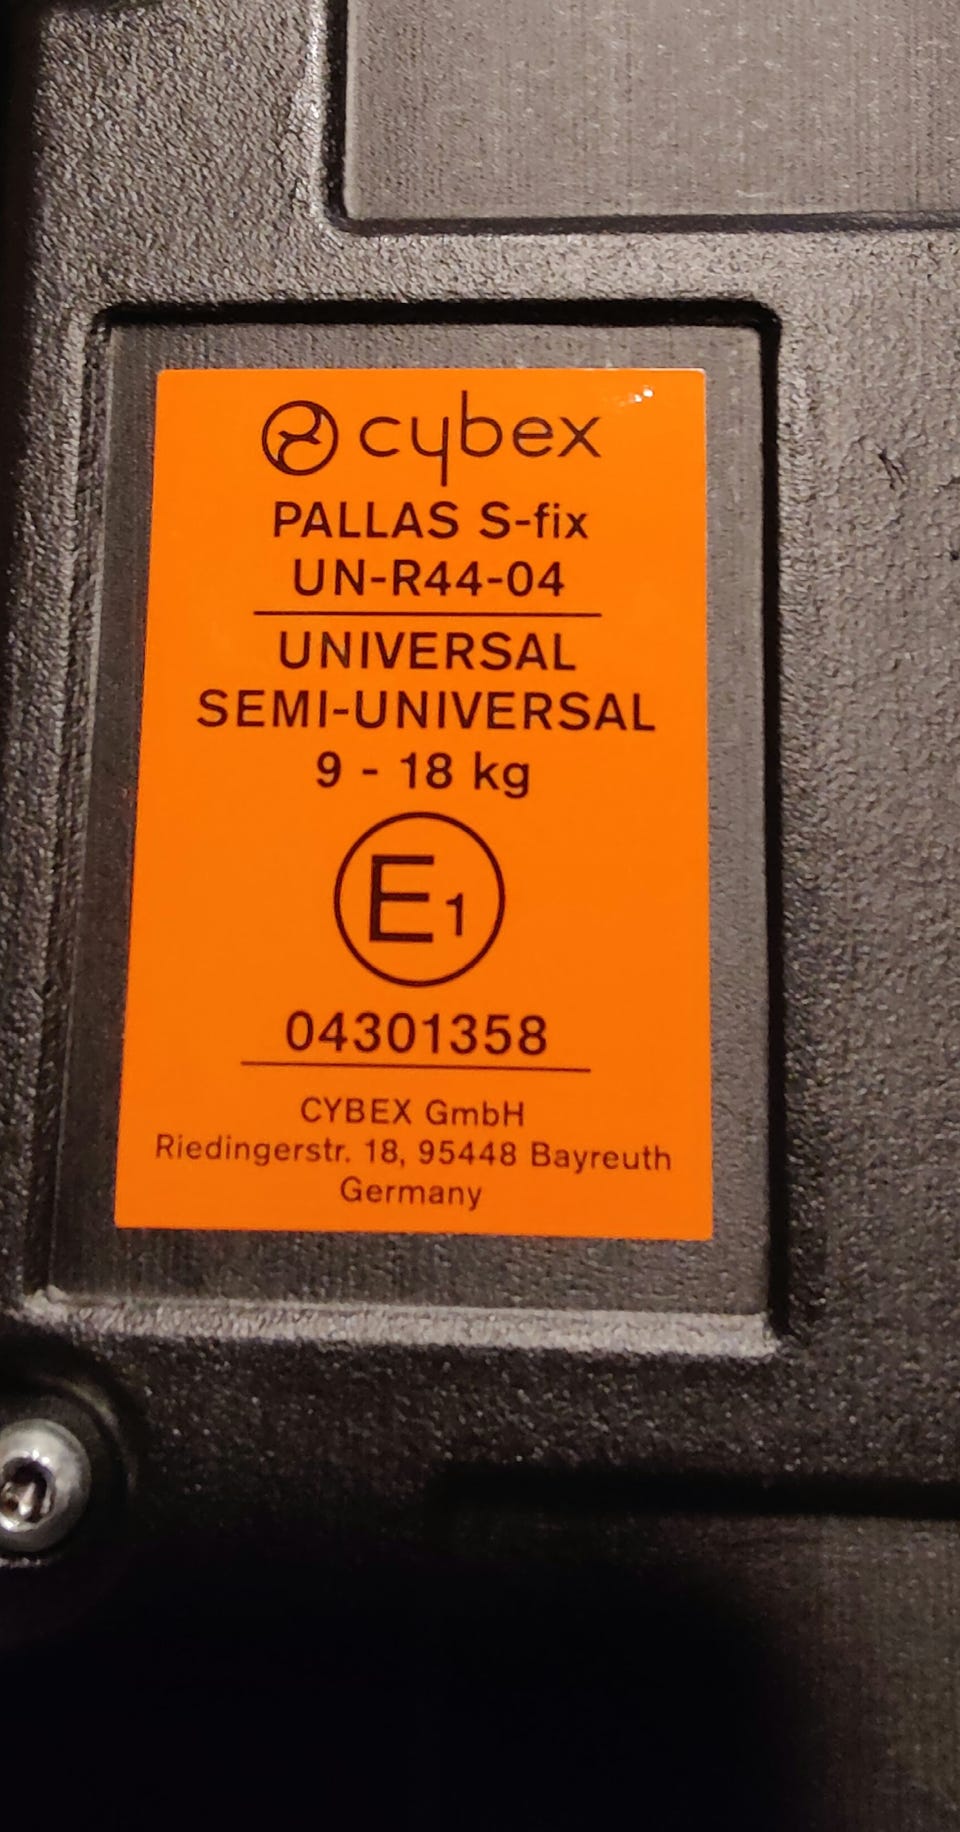 cybex
PALLAS S-fix
UN-R44-04
UNIVERSAL
SEMI-UNIVERSAL
9 - 18 kg
E1
04301358
CYBEX GmbH
Riedingerstr. 18, 95448 Bayreuth
Germany